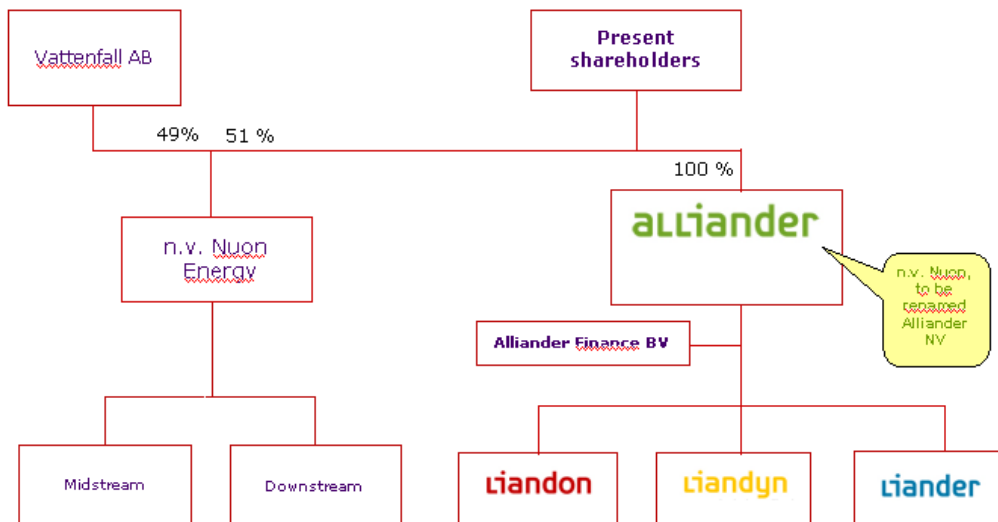 Vattenfall AB
Present
shareholders
49%
51 %
100 %
alliander
n.v. Nuon
Energy
n.v. Nuon,
to be
renamed
Alliander
NV
Alliander Finance BV
Midstream
Downstream
Liandon
Liandyn
Liander